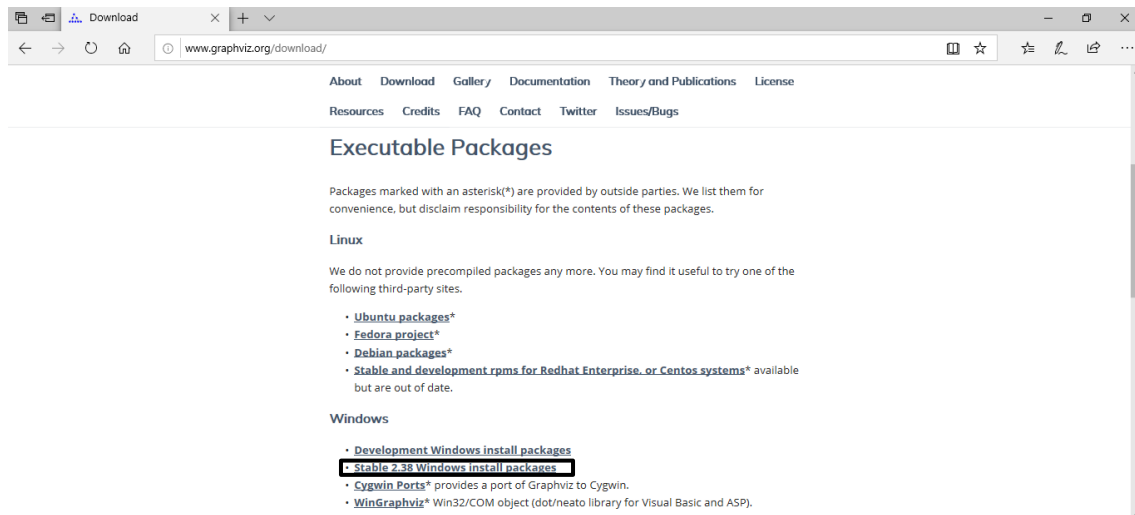 Download
www.graphviz.org/download/
About Download Gallery Documentation Theory and Publications License
Resources Credits FAQ Contact Twitter Issues/Bugs
Executable Packages
Packages marked with an asterisk(*) are provided by outside parties. We list them for
convenience, but disclaim responsibility for the contents of these packages.
Linux
We do not provide precompiled packages any more. You may find it useful to try one of the
following third-party sites.
• Ubuntu packages*
• Fedora project*
• Debian packages*
• Stable and development rpms for Redhat Enterprise, or Centos systems* available
but are out of date.
Windows
• Development Windows install packages
• Stable 2.38 Windows install packages
• Cygwin Ports* provides a port of Graphviz to Cygwin.
• WinGraphviz* Win32/COM object (dot/neato library for Visual Basic and ASP).